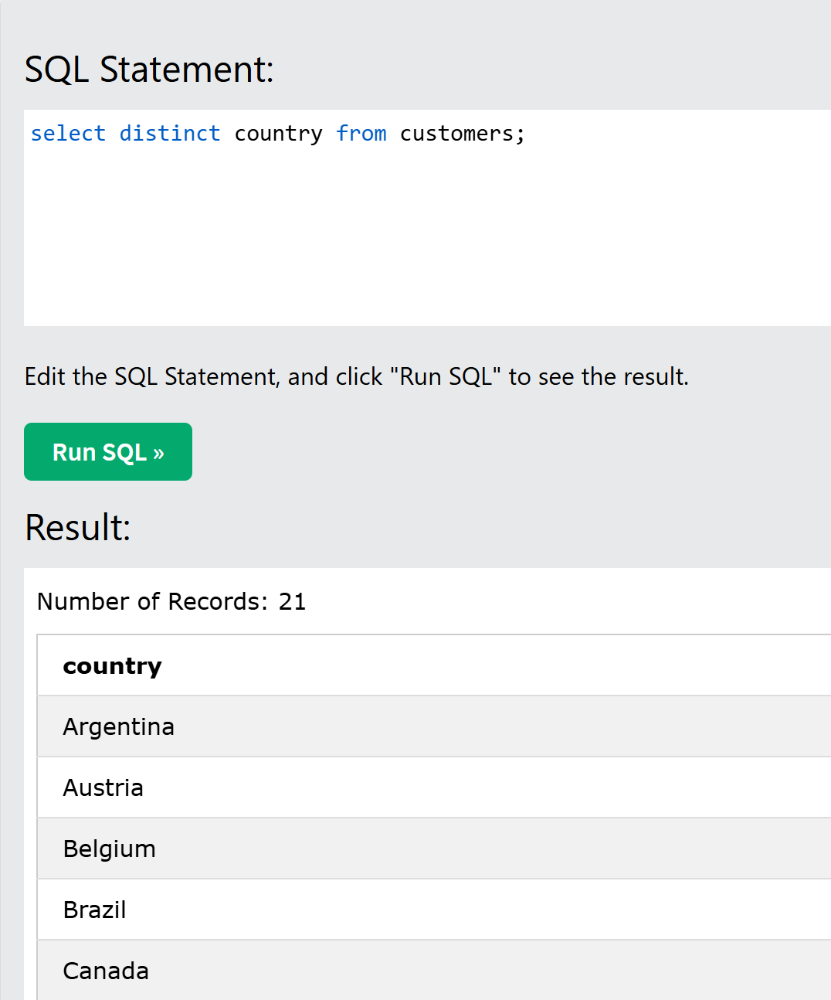 SQL Statement:
select distinct country from customers;
Edit the SQL Statement, and click "Run SQL" to see the result.
Run SQL »
Result:
Number of Records: 21
country
Argentina
Austria
Belgium
Brazil
Canada